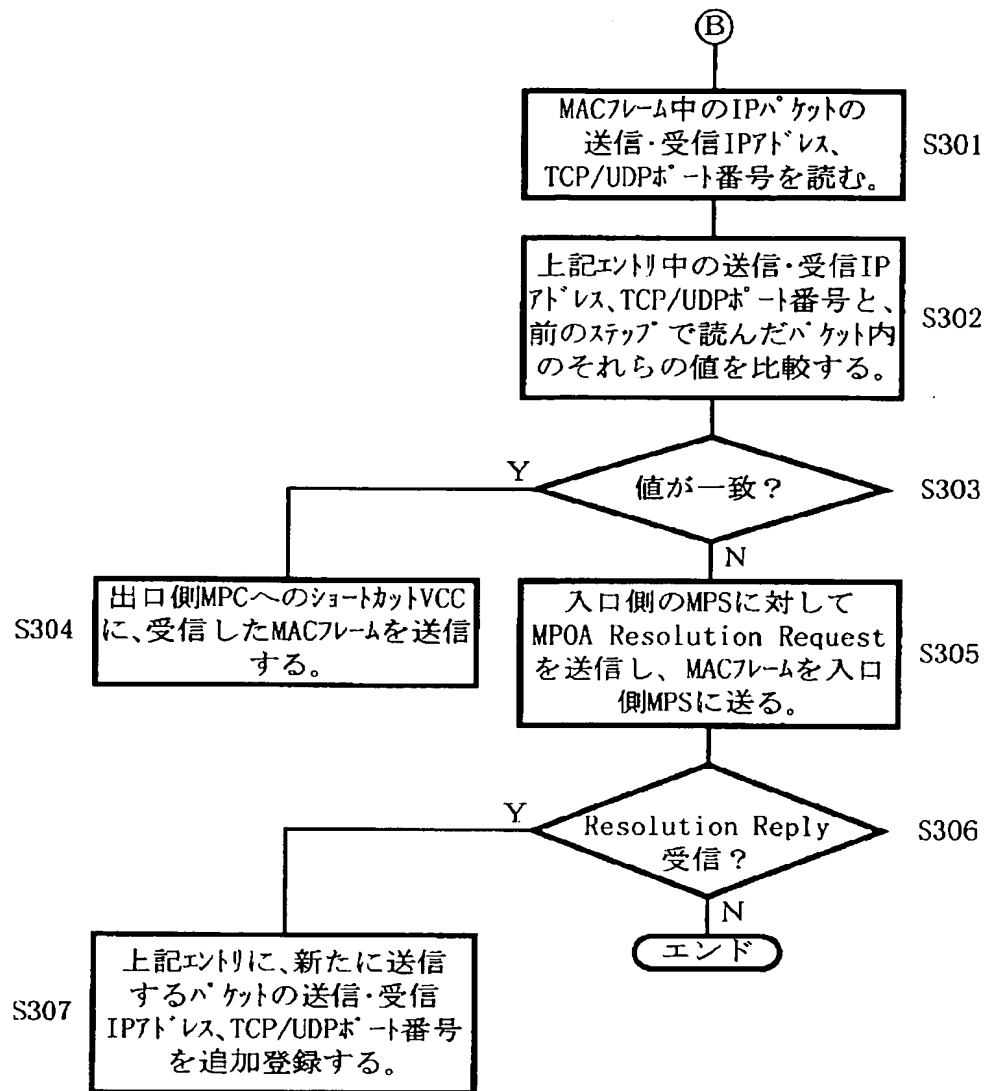 B
MACフレーム中のIPパケットの
送信・受信IPアドレス、
TCP/UDPポート番号を読む。
S301
上記エントリ中の送信・受信IP
アドレス、TCP/UDPポート番号と、
前のステップで読んだパケット内
のそれらの値を比較する。
S302
Y
値が一致?
S303
N
出口側MPCへのショートカットVCC
に、受信したMACフレームを送信
する。
S304
入口側のMPSに対して
MPOA Resolution Request
を送信し、MACフレームを入口
側MPSに送る。
S305
Y
Resolution Reply
受信?
S306
N
エンド
上記エントリに、新たに送信
するパケットの送信・受信
IPアドレス、TCP/UDPポート番号
を追加登録する。
S307